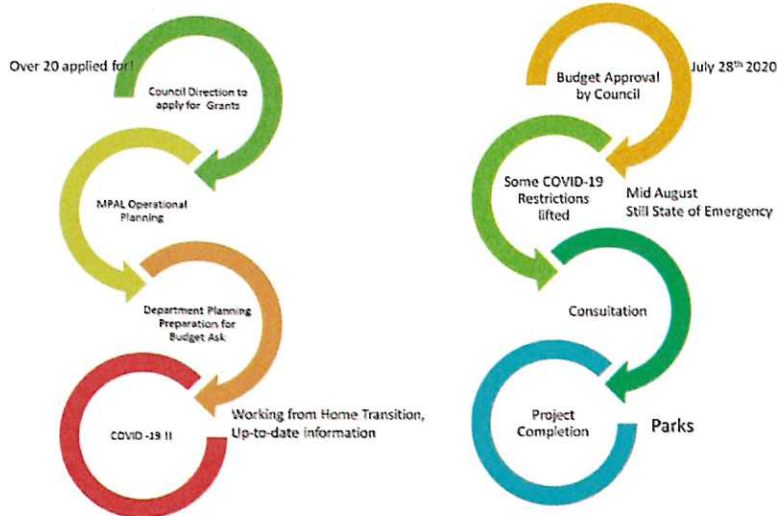 Over 20 applied for!
Council Direction to
apply for Grants
MPAL Operational
Planning
Department Planning
Preparation for
Budget Ask
COVID -19 !!
Working from Home Transition,
Up-to-date information
Budget Approval
by Council
July 28th 2020
Some COVID-19
Restrictions
lifted
Mid August
Still State of Emergency
Consultation
Project
Completion
Parks